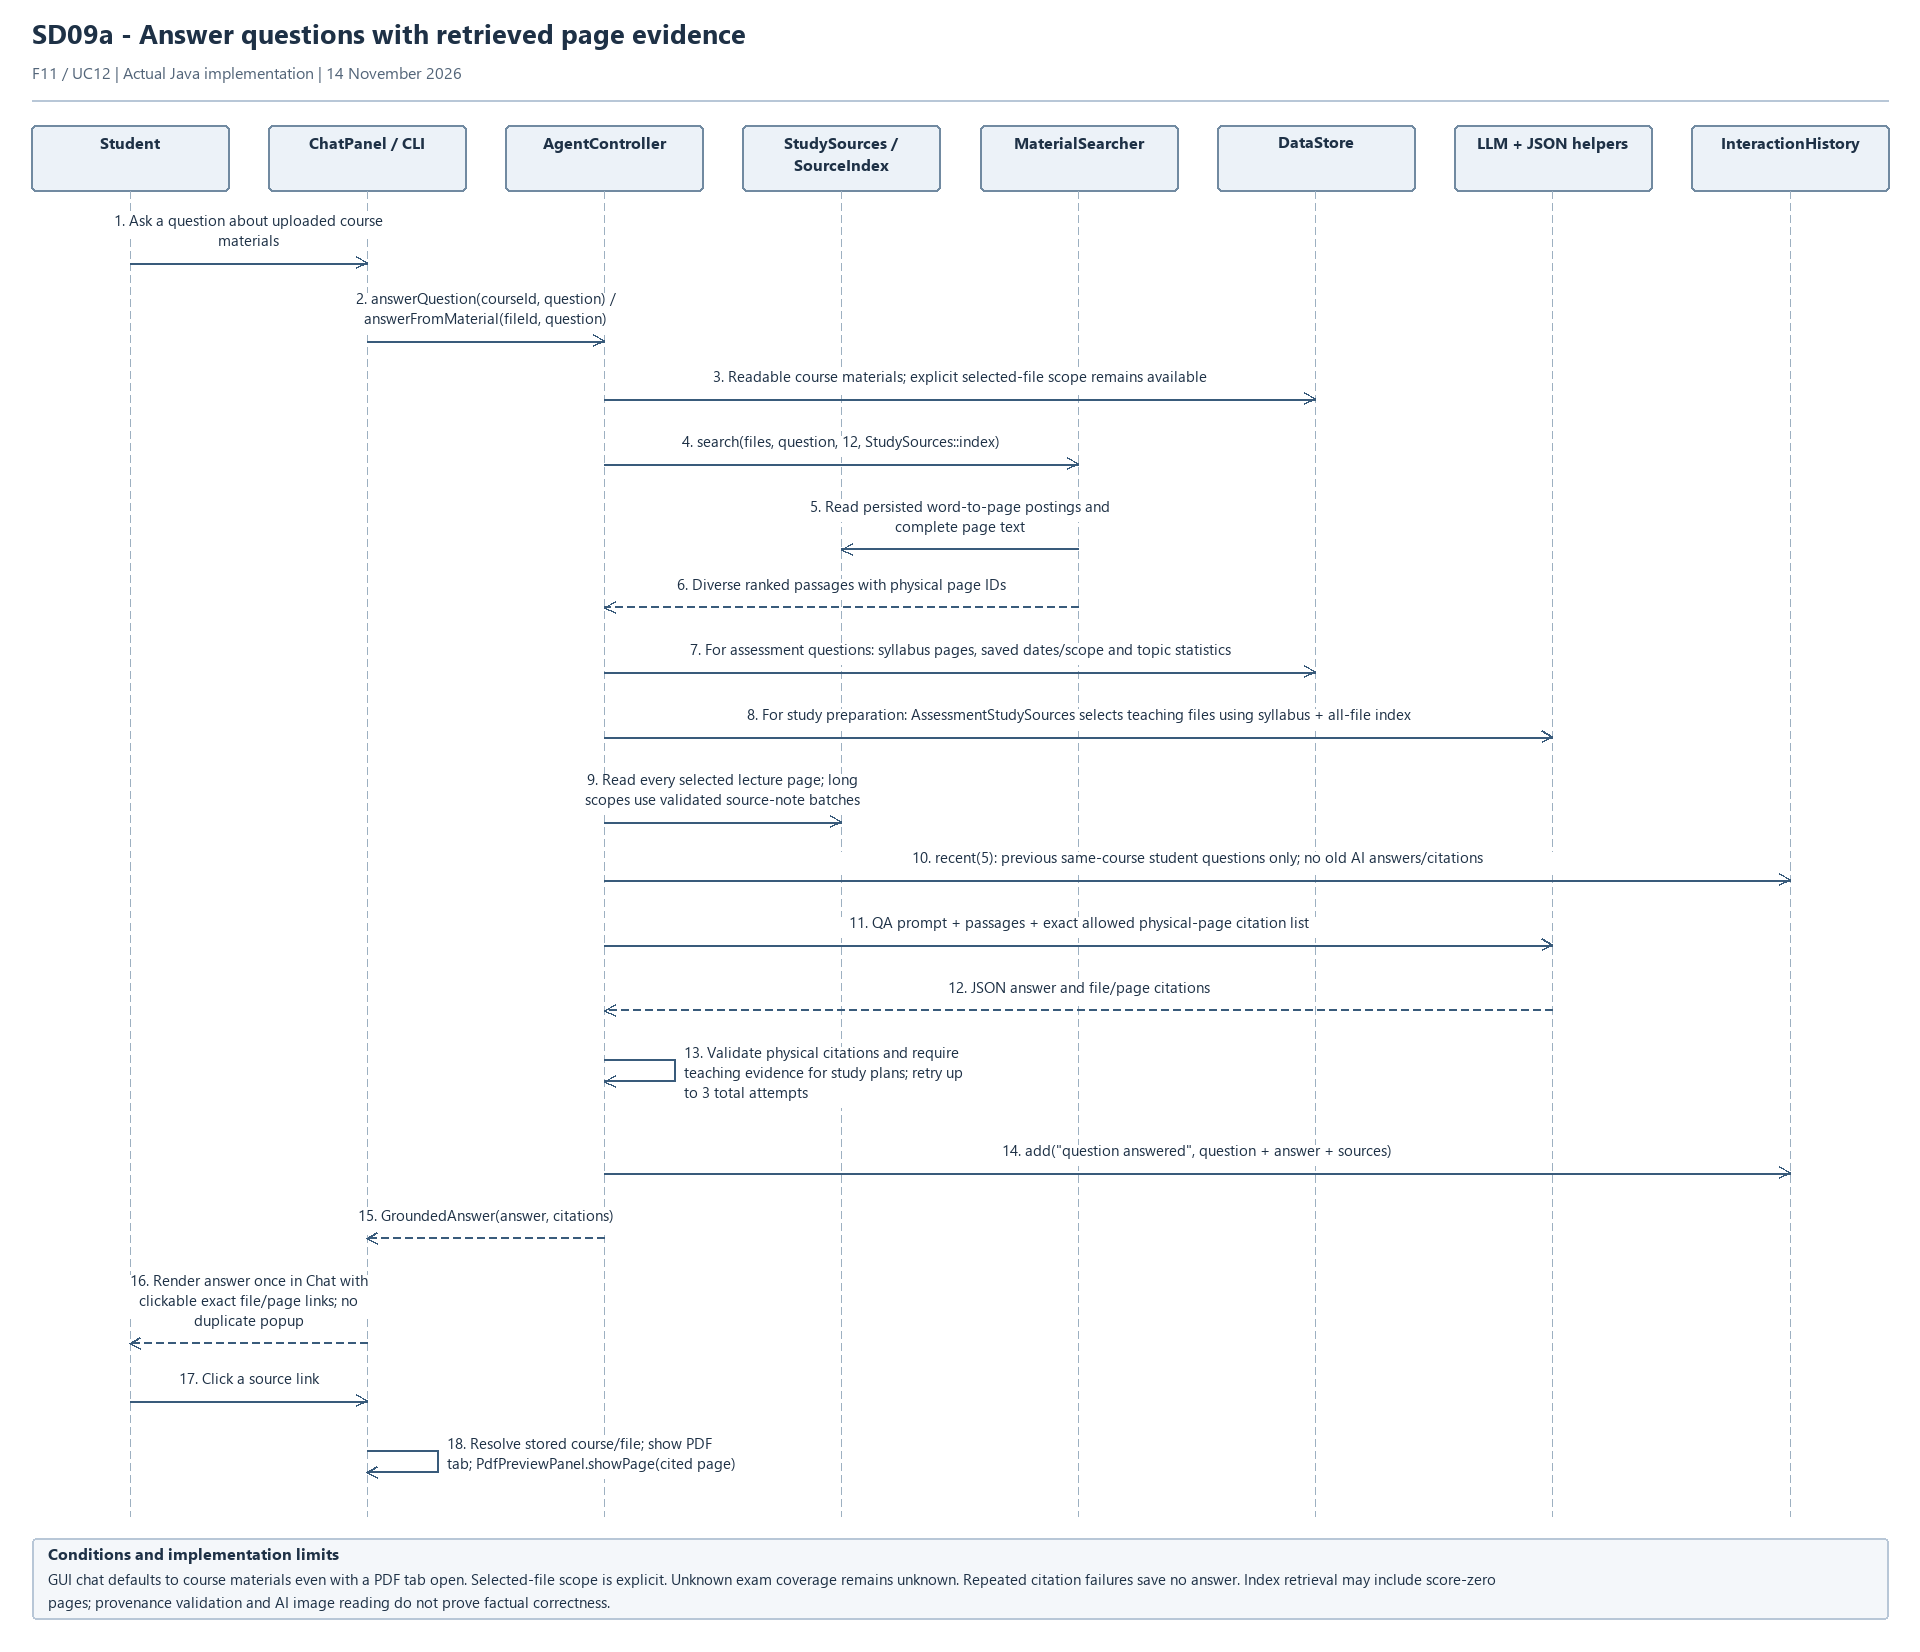 SD09a - Answer questions with retrieved page evidence
F11 / UC12 | Actual Java implementation | 14 November 2026
Student
ChatPanel / CLI
AgentController
StudySources /
SourceIndex
MaterialSearcher
DataStore
LLM + JSON helpers
InteractionHistory
1. Ask a question about uploaded course
materials
2. answerQuestion(courseId, question) /
answerFromMaterial(fileId, question)
3. Readable course materials; explicit selected-file scope remains available
4. search(files, question, 12, StudySources::index)
5. Read persisted word-to-page postings and
complete page text
6. Diverse ranked passages with physical page IDs
7. For assessment questions: syllabus pages, saved dates/scope and topic statistics
8. For study preparation: AssessmentStudySources selects teaching files using syllabus + all-file index
9. Read every selected lecture page; long
scopes use validated source-note batches
10. recent(5): previous same-course student questions only; no old AI answers/citations
11. QA prompt + passages + exact allowed physical-page citation list
12. JSON answer and file/page citations
13. Validate physical citations and require
teaching evidence for study plans; retry up
to 3 total attempts
14. add("question answered", question + answer + sources)
15. GroundedAnswer(answer, citations)
16. Render answer once in Chat with
clickable exact file/page links; no
duplicate popup
17. Click a source link
18. Resolve stored course/file; show PDF
tab; PdfPreviewPanel.showPage(cited page)
Conditions and implementation limits
GUI chat defaults to course materials even with a PDF tab open. Selected-file scope is explicit. Unknown exam coverage remains unknown. Repeated citation failures save no answer. Index retrieval may include score-zero
pages; provenance validation and AI image reading do not prove factual correctness.